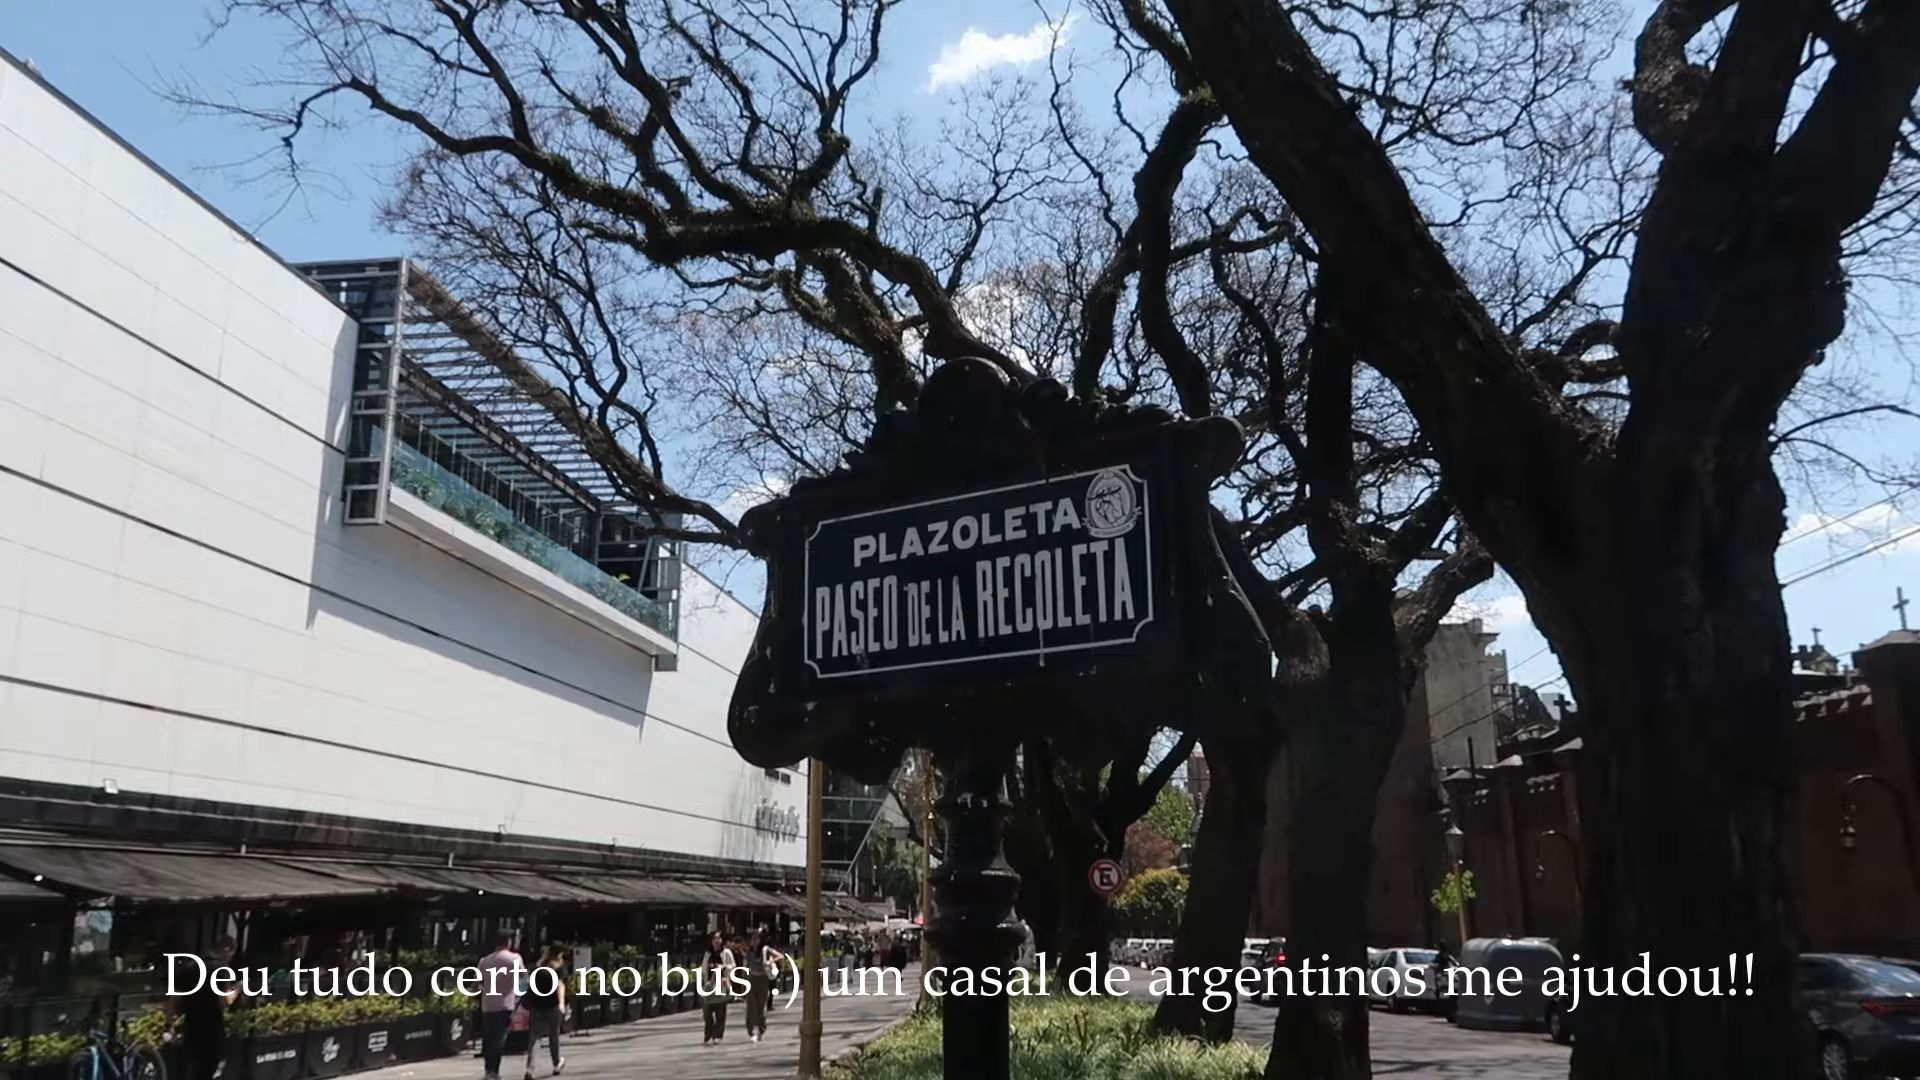 PLAZOLETA
PASEO DE LA RECOLETA
Deu tudo certo no bus :) um casal de argentinos me ajudou!!